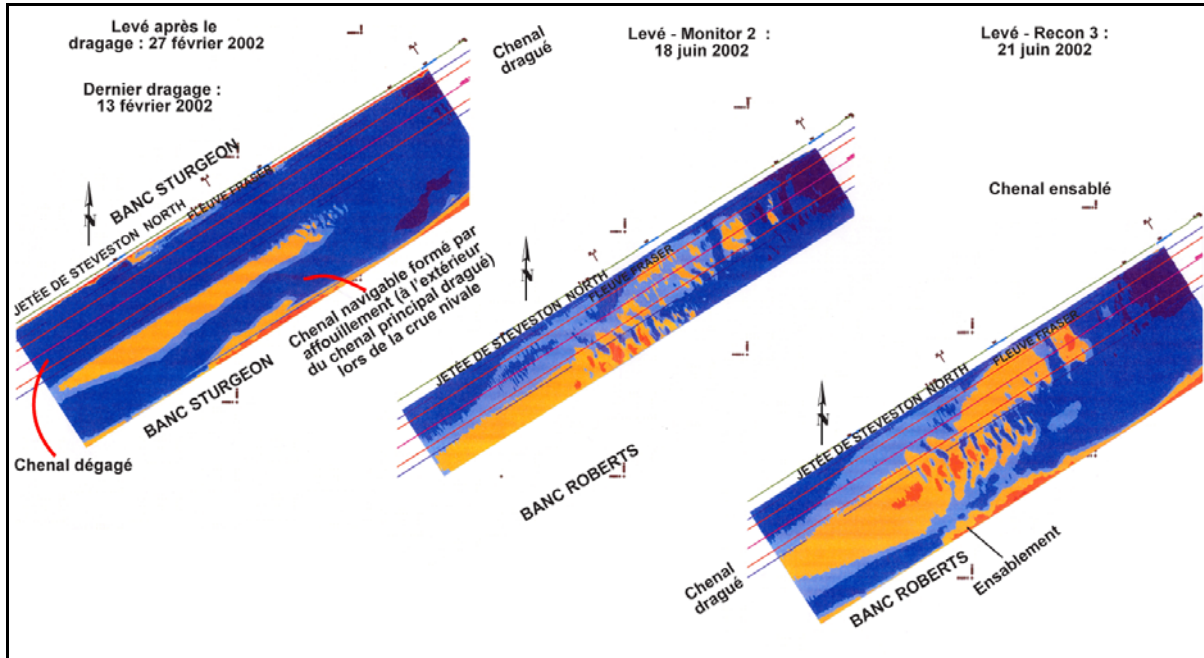 Levé après le
dragage : 27 février 2002
Dernier dragage :
13 février 2002
BANC STURGEON
N
JETÉE DE STEVESTON NORTH
FLEUVE FRASER
Chenal navigable formé par
affouillement (à l'extérieur
du chenal principal dragué)
lors de la crue nivale
BANC STURGEON
Chenal dégagé
Chenal
dragué
Levé - Monitor 2 :
18 juin 2002
N
JETÉE DE STEVESTON NORTH
FLEUVE FRASER
BANC ROBERTS
Levé - Recon 3 :
21 juin 2002
Chenal ensablé
N
JETÉE DE STEVESTON NORTH
FLEUVE FRASER
Chenal
dragué
BANC ROBERTS
Ensablement